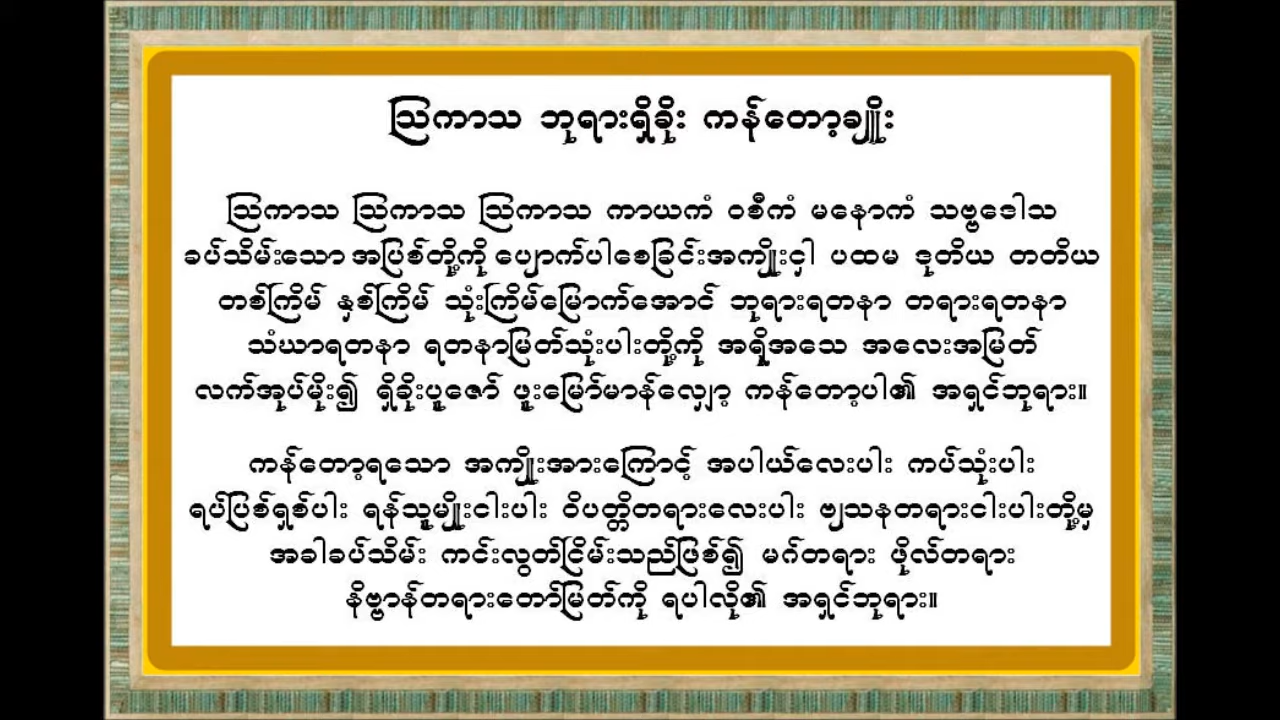 ဩကာသ ဘုရားရှိခိုး ကန်တော့ချိုး
ဩကာသ ဩကာသ ဩကာသ ကာယကံ ဝစီကံ မနောကံ သဗ္ဗဒေါသ
ခပ်သိမ်းသော အပြစ်တို့ကို ပျောက်ပါစေခြင်းအကျိုးငှါ ပထမ ဒုတိယ တတိယ
တစ်ကြိမ် နှစ်ကြိမ် သုံးကြိမ်မြောက်အောင် ဘုရားရတနာ တရားရတနာ
သံဃာရတနာ ရတနာမြတ်သုံးပါးတို့ကို အရိုအသေ အလေးအမြတ်
လက်အုပ်မိုး၍ ရှိခိုးပူဇော် ဖူးမြော်မာန်လျှော့ ကန်တော့ပါ၏ အရှင်ဘုရား။
ကန်တော့ရသော အကျိုးအားကြောင့် အပါယ်လေးပါး ကပ်သုံးပါး
ရပ်ပြစ်ရှစ်ပါး ရန်သူမျိုးငါးပါး ဝိပတ္တိတရားလေးပါး ဗျသနတရားငါးပါးတို့မှ
အခါခပ်သိမ်း ကင်းလွတ်ငြိမ်းသည်ဖြစ်၍ မဂ်တရား ဖိုလ်တရား
နိဗ္ဗာန်တရားတော်မြတ်ကို ရပါလို၏ အရှင်ဘုရား။